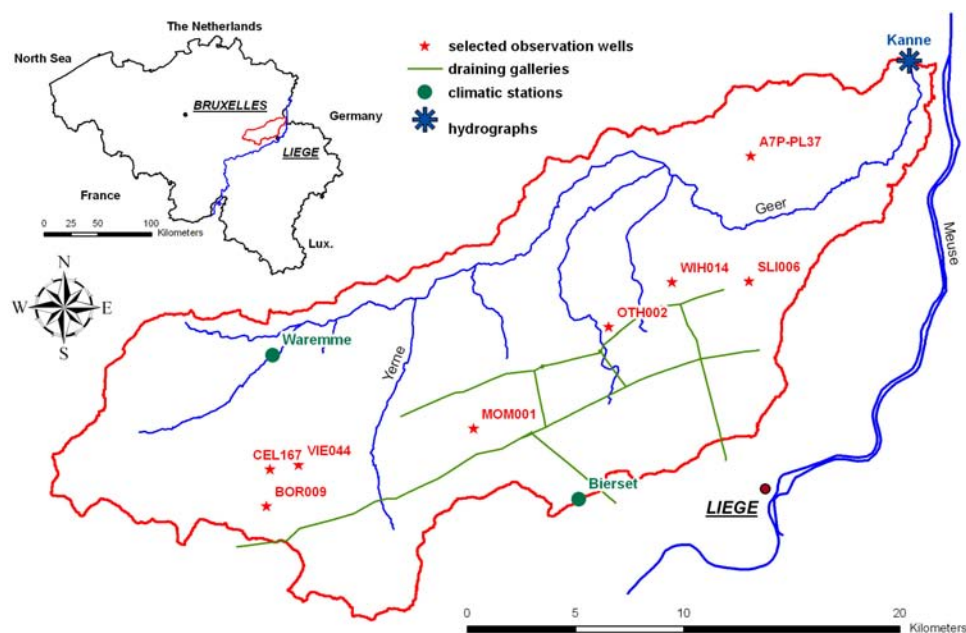 The Netherlands
North Sea
BRUXELLES
Germany
LIEGE
France
Lux.
0 25 50 100
Kilometers
selected observation wells
draining galleries
climatic stations
hydrographs
Kanne
A7P-PL37
Geer
Meuse
WIH014
SLI006
OTH002
N
W E
S
Waremme
Yerne
MOM001
CEL167
VIE044
BOR009
Bierset
LIEGE
0 5 10 20
Kilometers